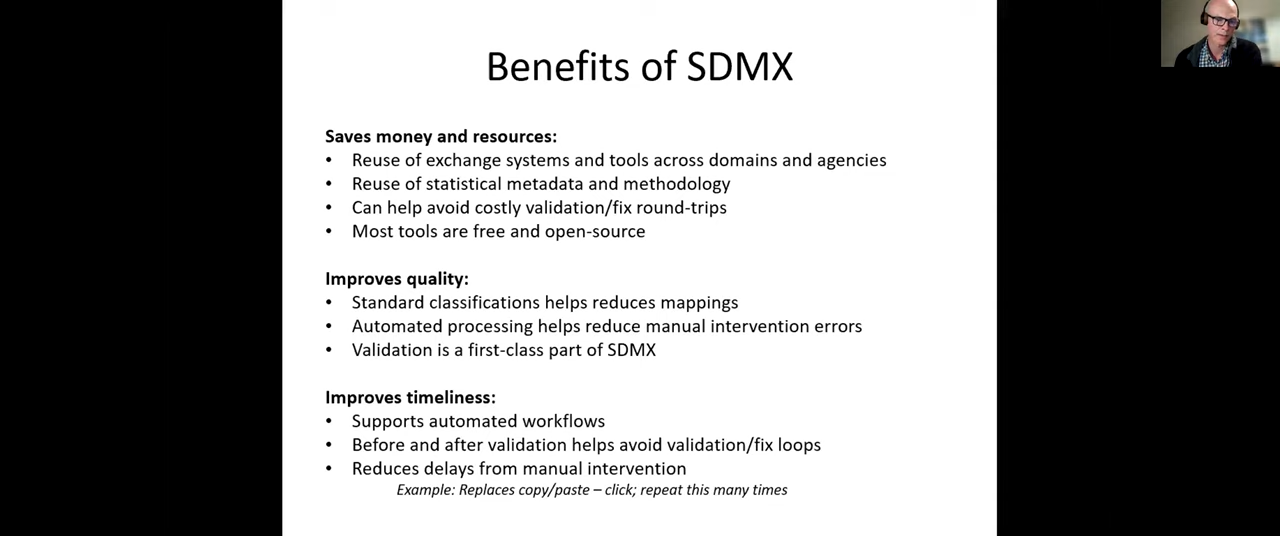 Benefits of SDMX
Saves money and resources:
• Reuse of exchange systems and tools across domains and agencies
• Reuse of statistical metadata and methodology
• Can help avoid costly validation/fix round-trips
• Most tools are free and open-source
Improves quality:
• Standard classifications helps reduces mappings
• Automated processing helps reduce manual intervention errors
• Validation is a first-class part of SDMX
Improves timeliness:
• Supports automated workflows
• Before and after validation helps avoid validation/fix loops
• Reduces delays from manual intervention
Example: Replaces copy/paste – click; repeat this many times